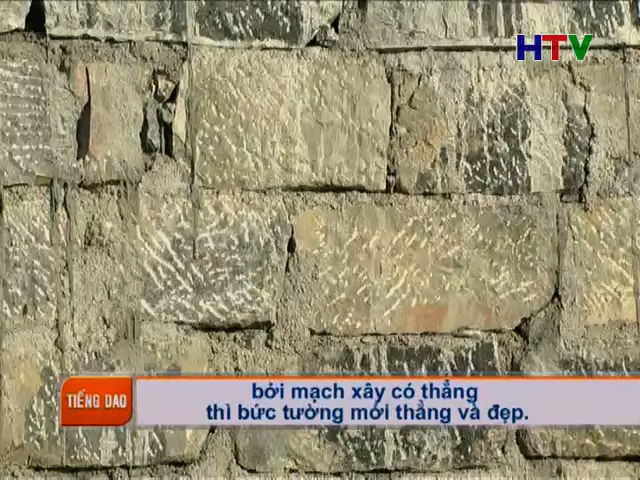 HTV
TIẾNG DAO
bởi mạch xây có thẳng
thì bức tường mới thẳng và đẹp.